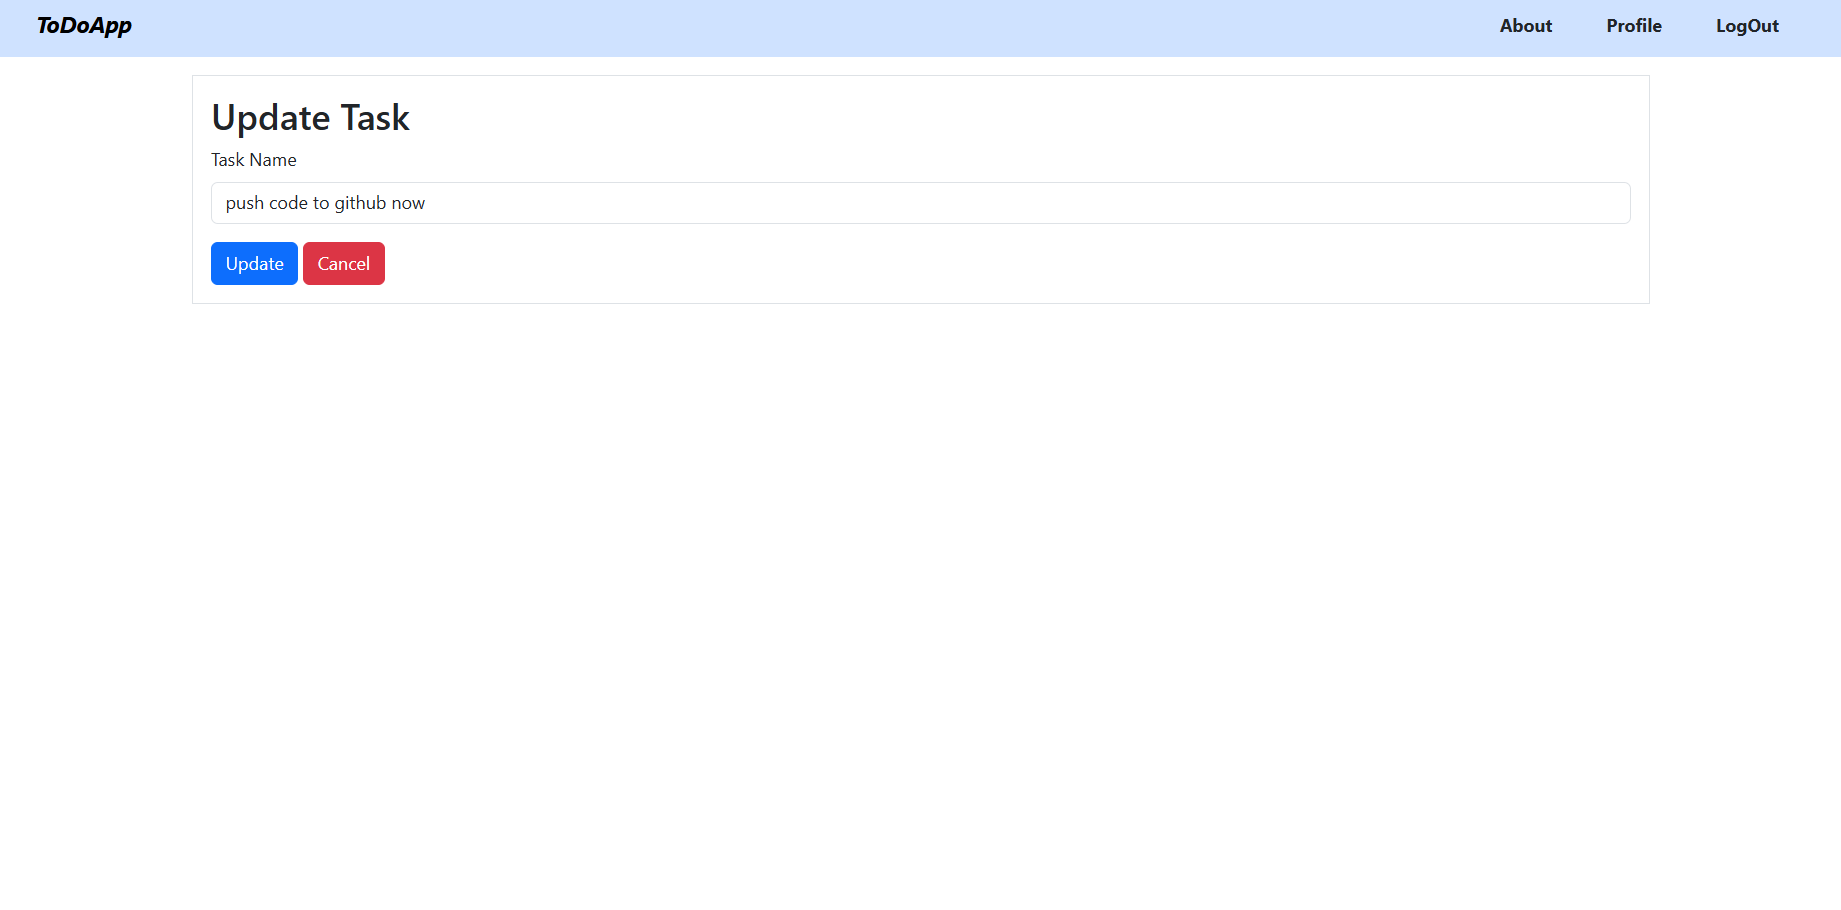 ToDoApp About Profile LogOut
Update Task
Task Name
push code to github now
Update Cancel